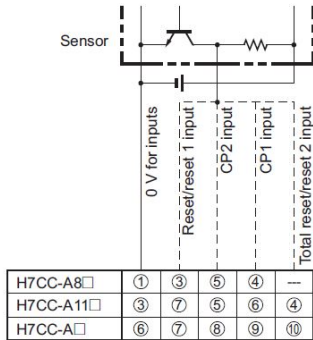 Sensor
0 V for inputs
Reset/reset 1 input
CP2 input
CP1 input
Total reset/reset 2 input
H7CC-A8□ ① ③ ⑤ ④ ---
H7CC-A11□ ③ ⑦ ⑤ ⑥ ④
H7CC-A□ ⑥ ⑦ ⑧ ⑨ ⑩